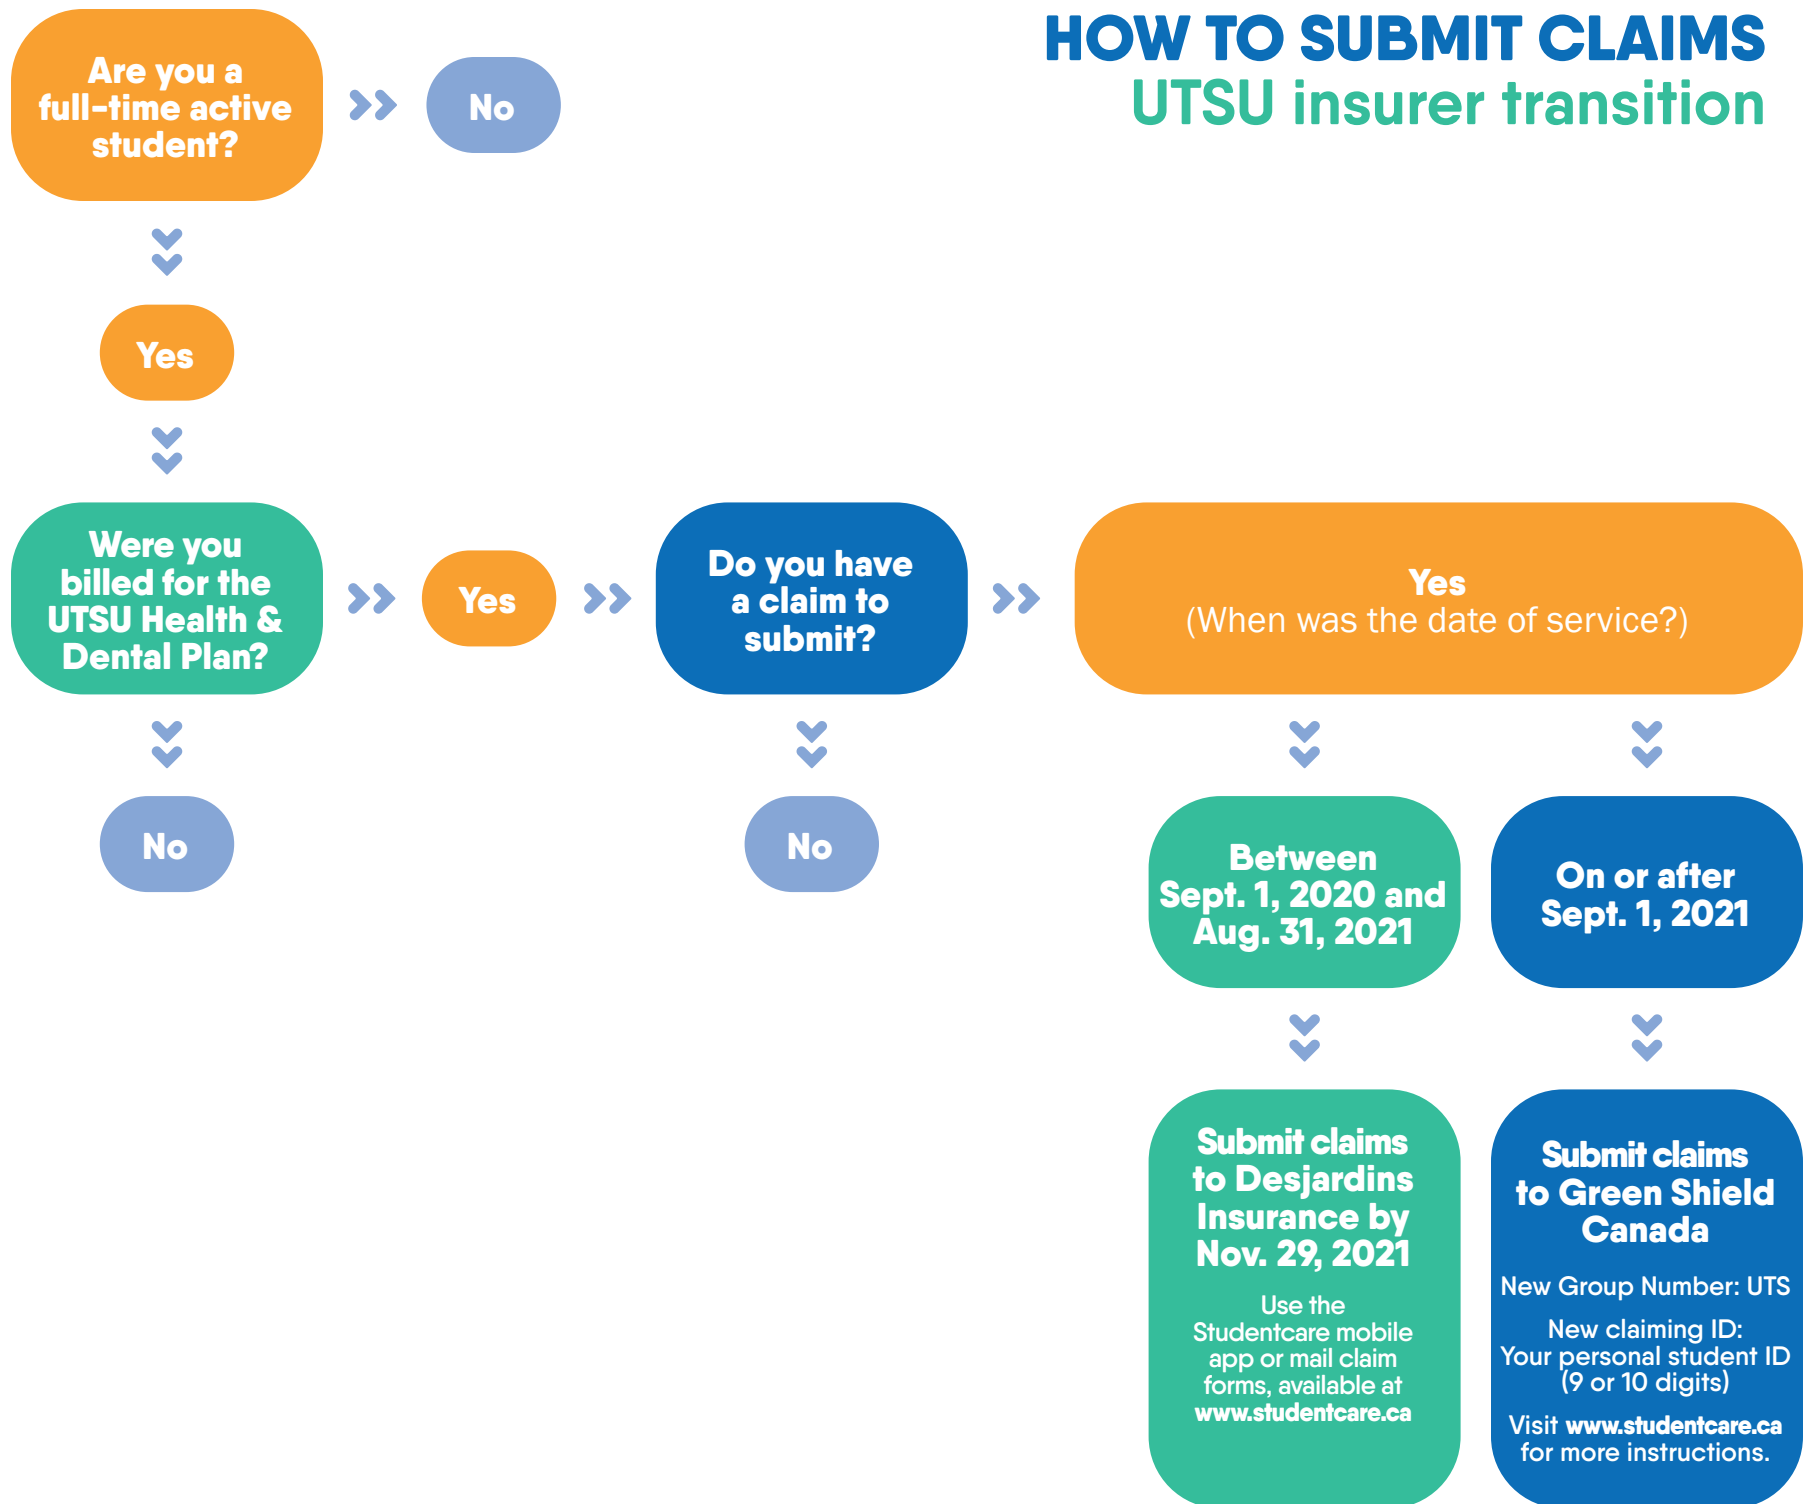 HOW TO SUBMIT CLAIMS
UTSU insurer transition
Are you a
full-time active
student?
No
Yes
Were you
billed for the
UTSU Health &
Dental Plan?
Yes
Do you have
a claim to
submit?
Yes
(When was the date of service?)
No
No
Between
Sept. 1, 2020 and
Aug. 31, 2021
On or after
Sept. 1, 2021
Submit claims
to Desjardins
Insurance by
Nov. 29, 2021
Use the
Studentcare mobile
app or mail claim
forms, available at
www.studentcare.ca
Submit claims
to Green Shield
Canada
New Group Number: UTS
New claiming ID:
Your personal student ID
(9 or 10 digits)
Visit www.studentcare.ca
for more instructions.